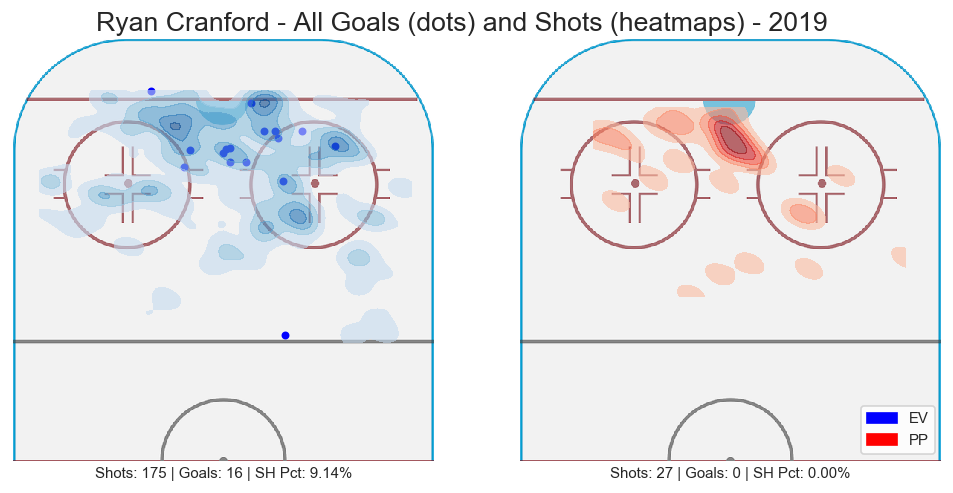 Ryan Cranford - All Goals (dots) and Shots (heatmaps) - 2019
EV
PP
Shots: 175 | Goals: 16 | SH Pct: 9.14%
Shots: 27 | Goals: 0 | SH Pct: 0.00%